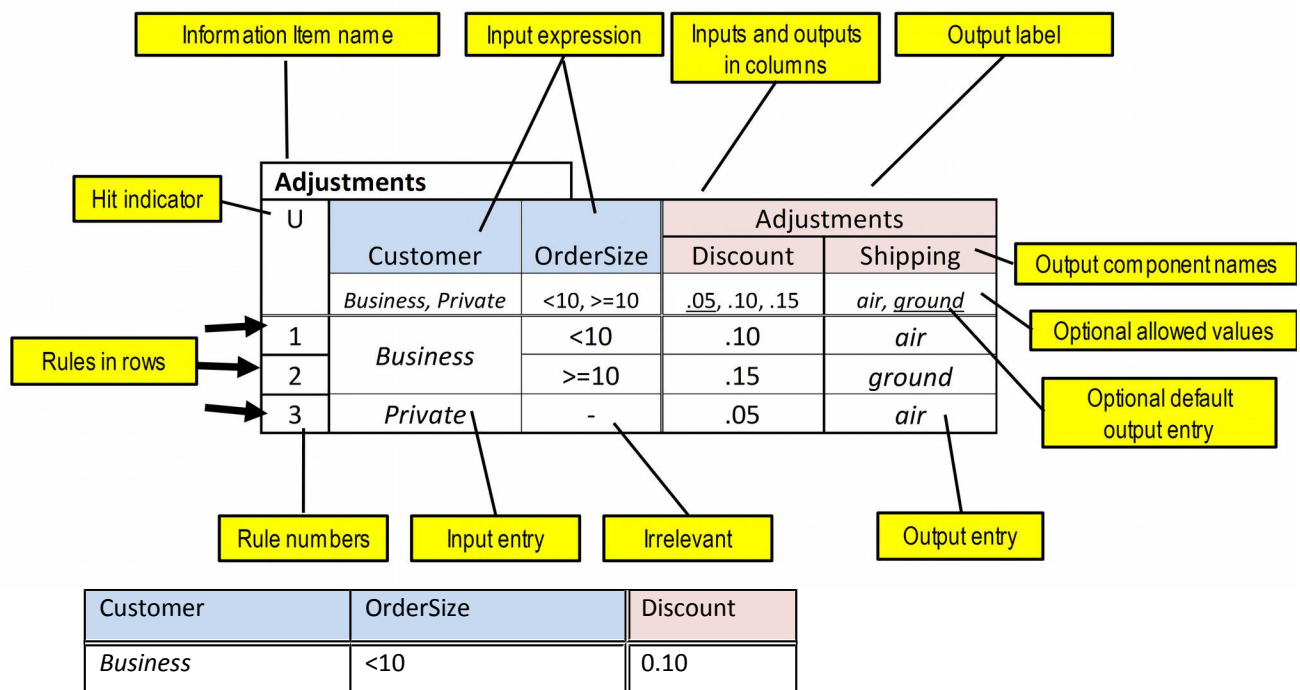 Information Item name
Input expression
Inputs and outputs
in columns
Output label
Adjustments
Hit indicator
U
Adjustments
Customer
OrderSize
Discount
Shipping
Output component names
Business, Private
<10, >=10
.05, .10, .15
air, ground
Optional allowed values
Rules in rows
1
Business
<10
.10
air
2
>=10
.15
ground
Optional default
output entry
3
Private
-
.05
air
Rule numbers
Input entry
Irrelevant
Output entry
Customer
OrderSize
Discount
Business
<10
0.10